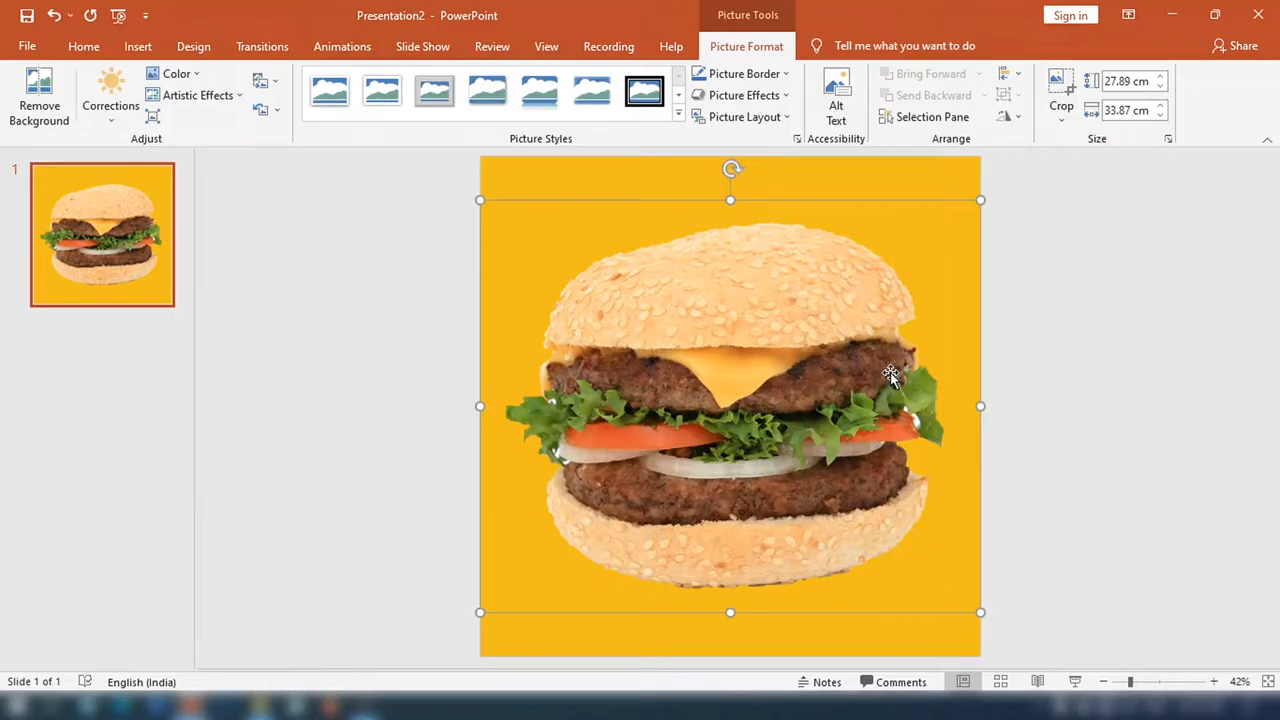 Presentation2 - PowerPoint
Picture Tools
Sign in
File
Home
Insert
Design
Transitions
Animations
Slide Show
Review
View
Recording
Help
Picture Format
Tell me what you want to do
Share
Remove
Background
Corrections
Color
Artistic Effects
Adjust
Picture Styles
Picture Border
Picture Effects
Picture Layout
Alt
Text
Accessibility
Bring Forward
Send Backward
Selection Pane
Arrange
Crop
27.89 cm
33.87 cm
Size
1
Slide 1 of 1
English (India)
Notes
Comments
42%